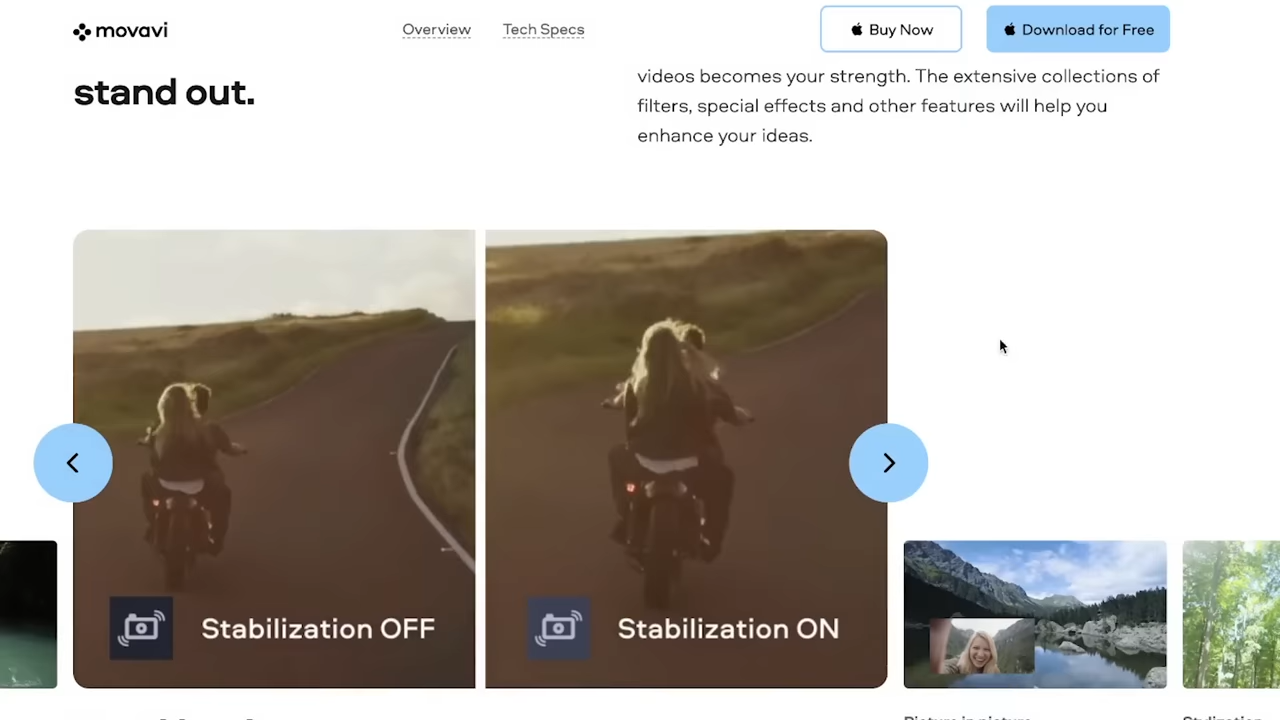 movavi
Overview
Tech Specs
Buy Now
Download for Free
stand out.
videos becomes your strength. The extensive collections of
filters, special effects and other features will help you
enhance your ideas.
Stabilization OFF
Stabilization ON